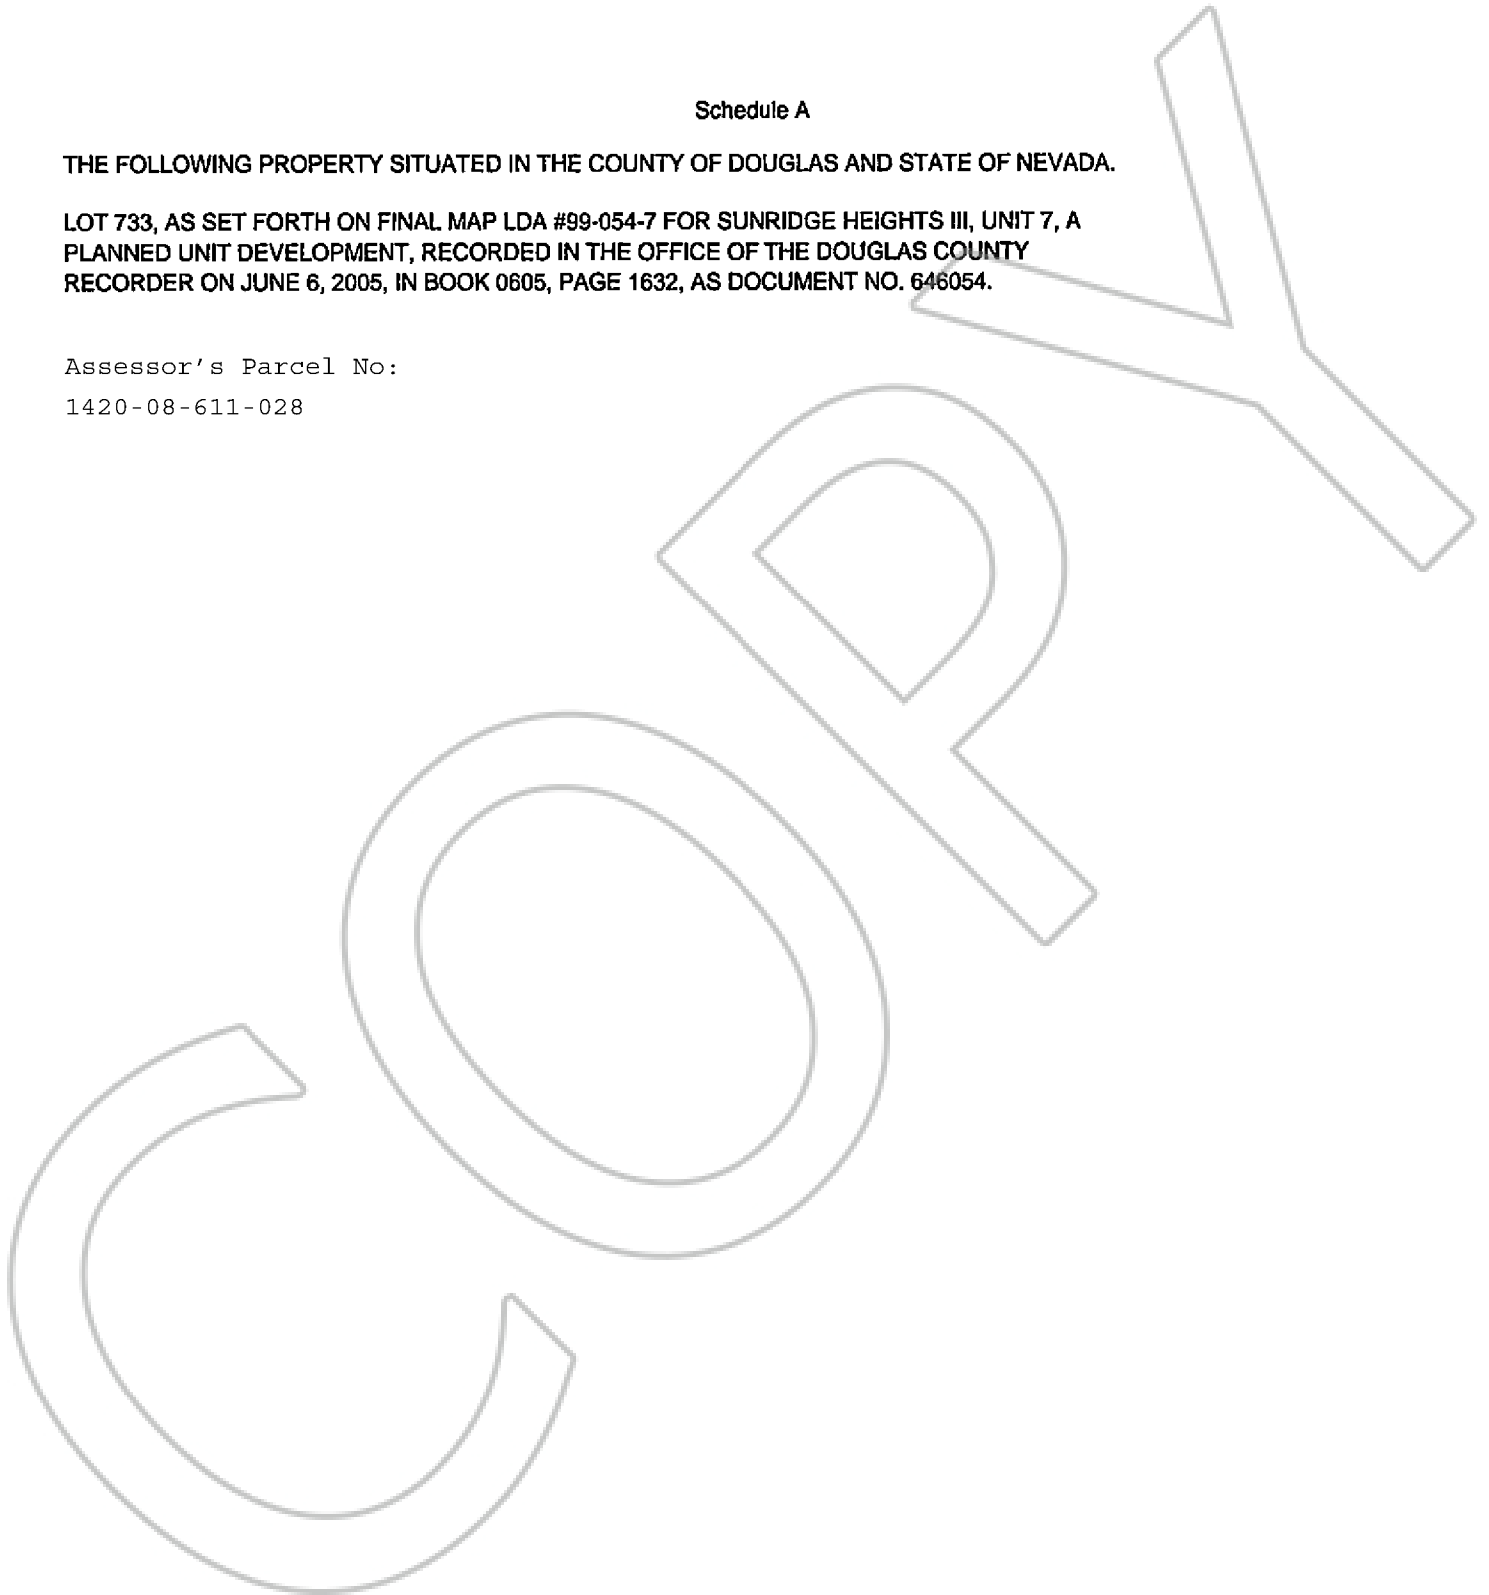 Schedule A
THE FOLLOWING PROPERTY SITUATED IN THE COUNTY OF DOUGLAS AND STATE OF NEVADA.
LOT 733, AS SET FORTH ON FINAL MAP LDA #99-054-7 FOR SUNRIDGE HEIGHTS III, UNIT 7, A
PLANNED UNIT DEVELOPMENT, RECORDED IN THE OFFICE OF THE DOUGLAS COUNTY
RECORDER ON JUNE 6, 2005, IN BOOK 0605, PAGE 1632, AS DOCUMENT NO. 646054.
Assessor's Parcel No:
1420-08-611-028
COPY